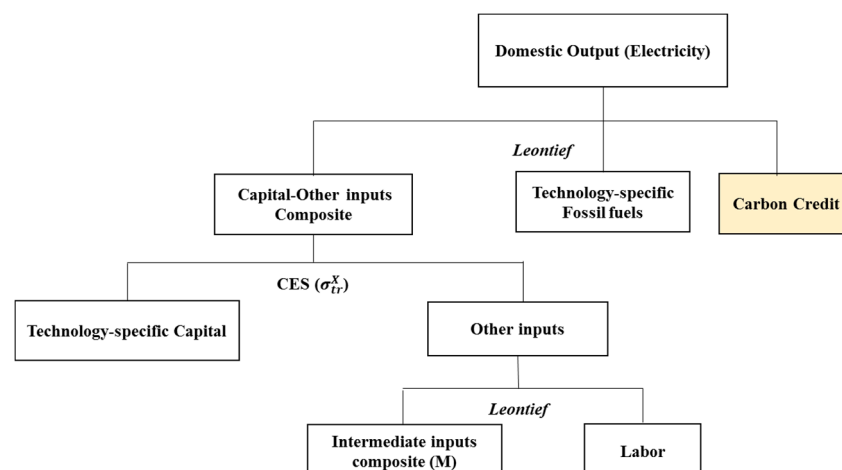 Domestic Output (Electricity)
Leontief
Capital-Other inputs
Composite
Technology-specific
Fossil fuels
Carbon Credit
CES (σ_tr^X)
Technology-specific Capital
Other inputs
Leontief
Intermediate inputs
composite (M)
Labor